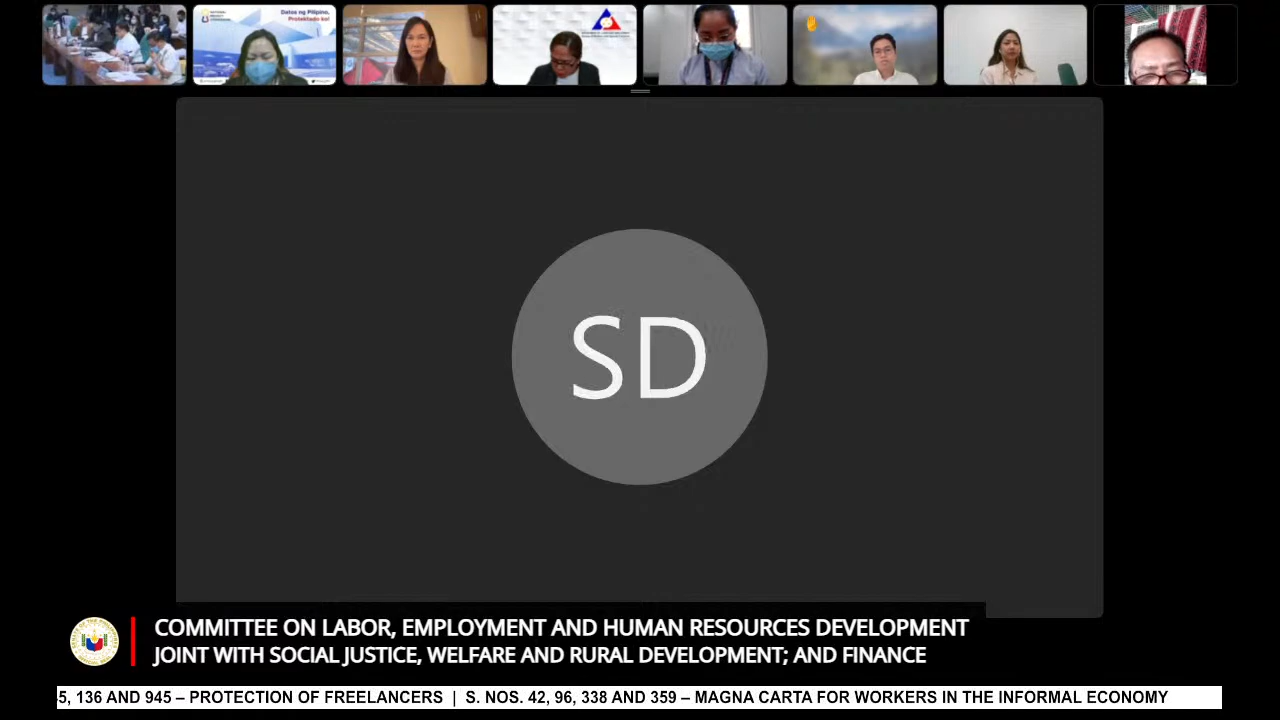 Datos ng Pilipino,
Protektado ka!
SD
COMMITTEE ON LABOR, EMPLOYMENT AND HUMAN RESOURCES DEVELOPMENT
JOINT WITH SOCIAL JUSTICE, WELFARE AND RURAL DEVELOPMENT; AND FINANCE
5, 136 AND 945 – PROTECTION OF FREELANCERS | S. NOS. 42, 96, 338 AND 359 – MAGNA CARTA FOR WORKERS IN THE INFORMAL ECONOMY